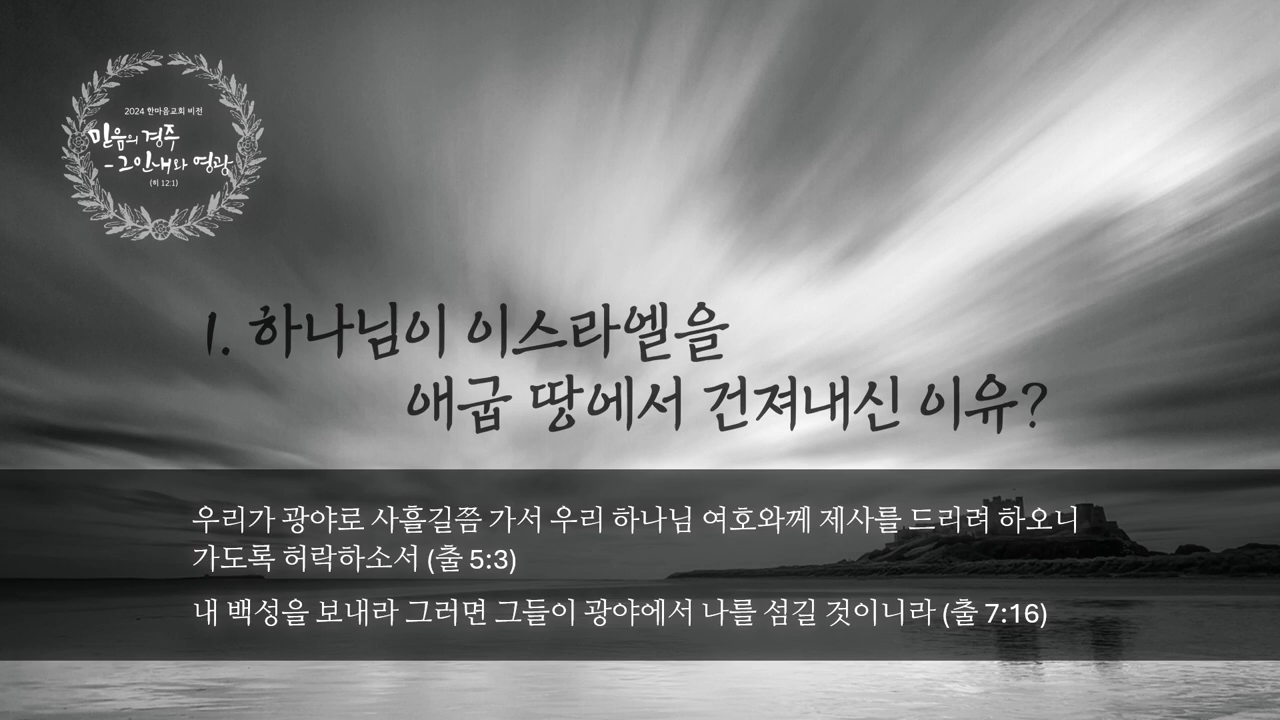 2024 한마음교회 비전
믿음의 경주
- 그 인내와 영광
(히 12:1)
1. 하나님이 이스라엘을
애굽 땅에서 건져내신 이유?
우리가 광야로 사흘길쯤 가서 우리 하나님 여호와께 제사를 드리려 하오니
가도록 허락하소서 (출 5:3)
내 백성을 보내라 그러면 그들이 광야에서 나를 섬길 것이니라 (출 7:16)